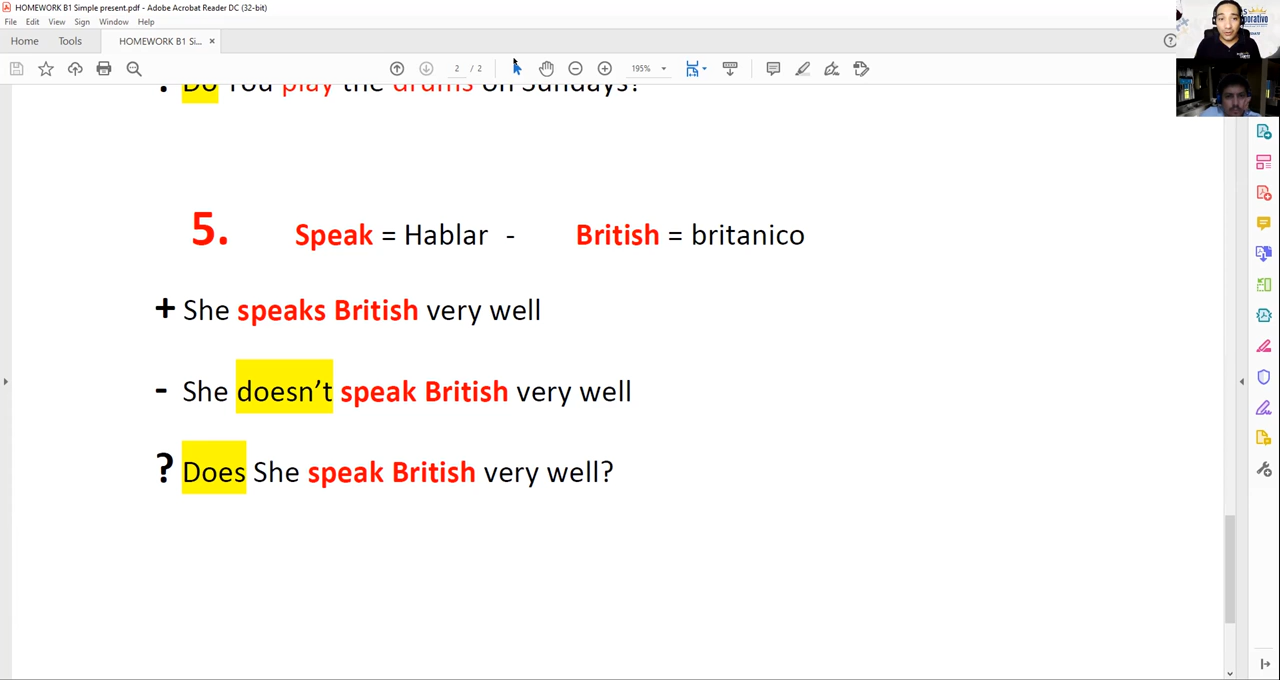 HOMEWORK B1 Simple present.pdf - Adobe Acrobat Reader DC (32-bit)
File Edit View Sign Window Help
Home Tools HOMEWORK B1 Si... ×
2 / 2 195%
? Do You play the drums on Sundays?
5. Speak = Hablar - British = britanico
+ She speaks British very well
- She doesn’t speak British very well
? Does She speak British very well?